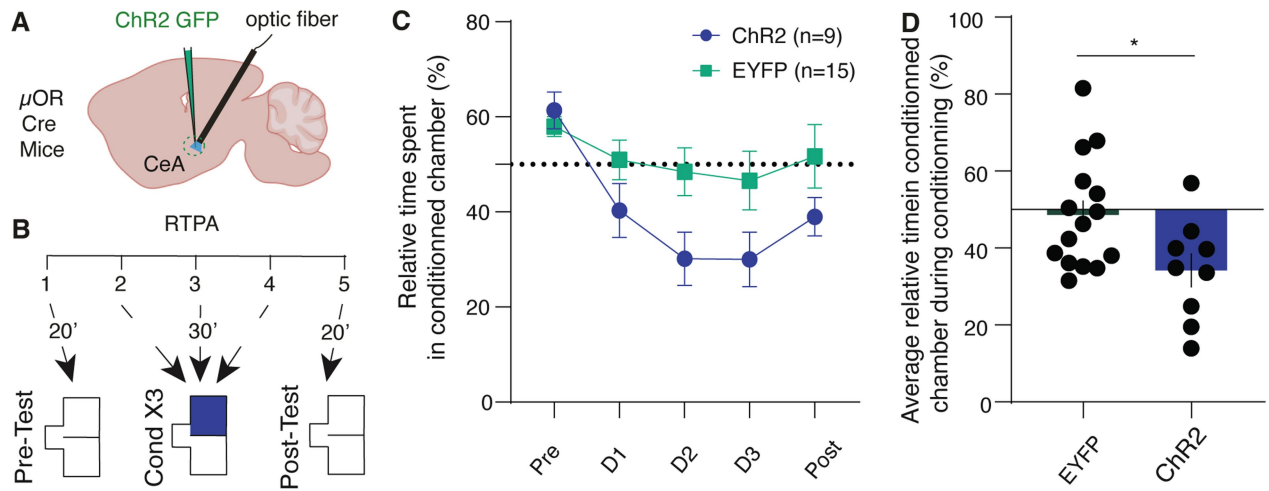 A
ChR2 GFP
optic fiber
µOR
Cre
Mice
CeA
B
RTPA
1 2 3 4 5
20’ 30’ 20’
Pre-Test
Cond X3
Post-Test
C
Relative time spent
in conditionned chamber (%)
80
60
40
20
0
ChR2 (n=9)
EYFP (n=15)
Pre D1 D2 D3 Post
D
Average relative timein conditionned
chamber during conditionning (%)
100
80
60
40
20
0
*
EYFP ChR2